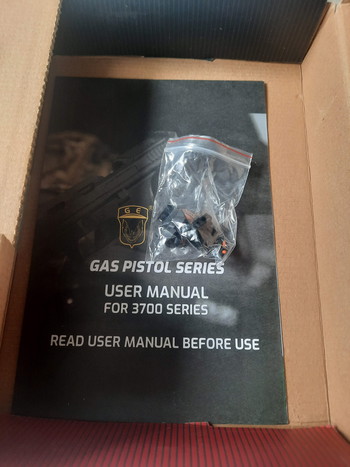 G E
GAS PISTOL SERIES
USER MANUAL
FOR 3700 SERIES
READ USER MANUAL BEFORE USE